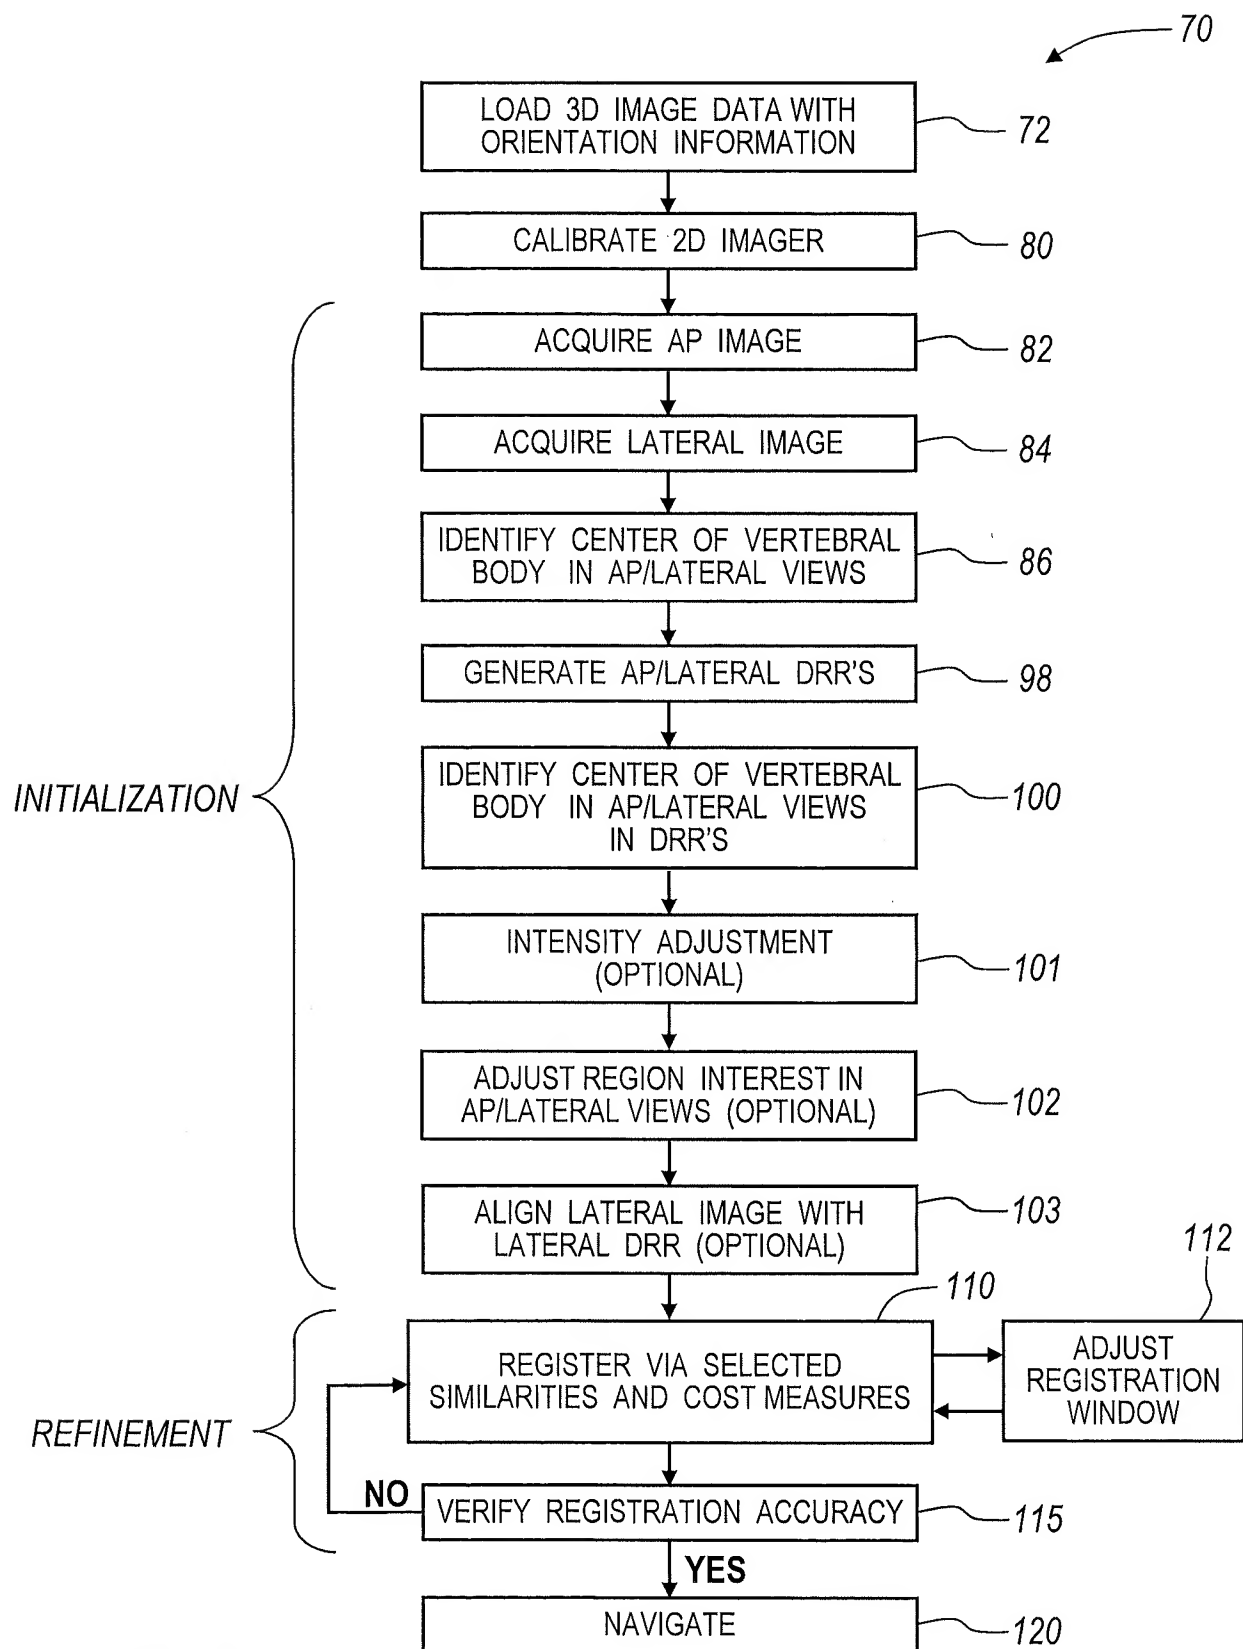 70
LOAD 3D IMAGE DATA WITH
ORIENTATION INFORMATION
72
CALIBRATE 2D IMAGER
80
ACQUIRE AP IMAGE
82
ACQUIRE LATERAL IMAGE
84
IDENTIFY CENTER OF VERTEBRAL
BODY IN AP/LATERAL VIEWS
86
GENERATE AP/LATERAL DRR'S
98
INITIALIZATION
IDENTIFY CENTER OF VERTEBRAL
BODY IN AP/LATERAL VIEWS
IN DRR'S
100
INTENSITY ADJUSTMENT
(OPTIONAL)
101
ADJUST REGION INTEREST IN
AP/LATERAL VIEWS (OPTIONAL)
102
ALIGN LATERAL IMAGE WITH
LATERAL DRR (OPTIONAL)
103
110
112
REGISTER VIA SELECTED
SIMILARITIES AND COST MEASURES
ADJUST
REGISTRATION
WINDOW
REFINEMENT
NO
VERIFY REGISTRATION ACCURACY
115
YES
NAVIGATE
120